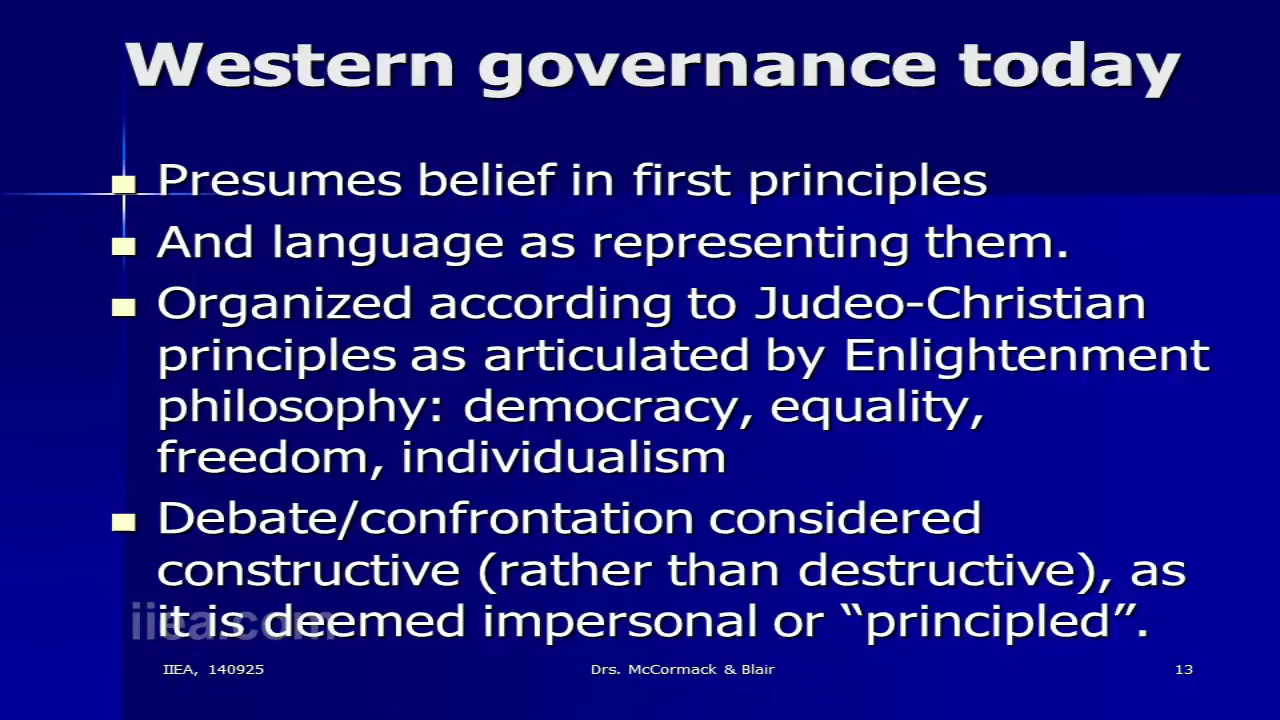 Western governance today
Presumes belief in first principles
And language as representing them.
Organized according to Judeo-Christian
principles as articulated by Enlightenment
philosophy: democracy, equality,
freedom, individualism
Debate/confrontation considered
constructive (rather than destructive), as
it is deemed impersonal or “principled”.
iiea.com
IIEA, 140925
Drs. McCormack & Blair
13